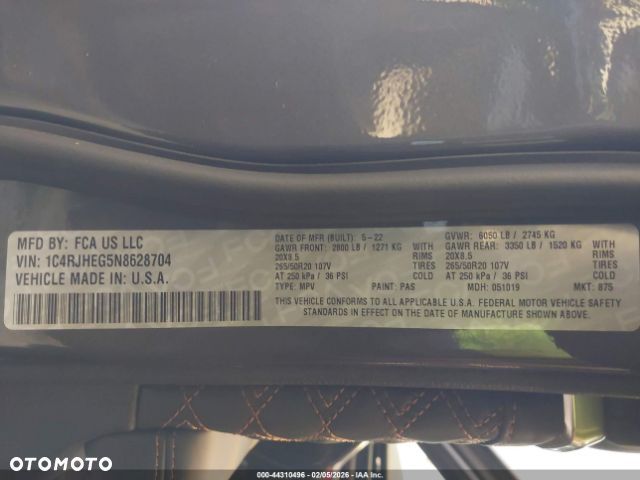 MFD BY: FCA US LLC
VIN: 1C4RJHEG5N8628704
VEHICLE MADE IN: U.S.A.
DATE OF MFR (BUILT): 5-22
GVWR: 6050 LB / 2745 KG
GAWR FRONT: 2800 LB / 1271 KG WITH
GAWR REAR: 3350 LB / 1520 KG WITH
20X8.5 RIMS
20X8.5 RIMS
265/50R20 107V TIRES
265/50R20 107V TIRES
AT 250 kPa / 36 PSI COLD
AT 250 kPa / 36 PSI COLD
TYPE: MPV PAINT: PAS MDH: 051019 MKT: 875
THIS VEHICLE CONFORMS TO ALL APPLICABLE U.S.A. FEDERAL MOTOR VEHICLE SAFETY
STANDARDS IN EFFECT ON THE DATE OF MANUFACTURE SHOWN ABOVE.
OTOMOTO
000-44310496 - 02/05/2026 - IAA Inc.